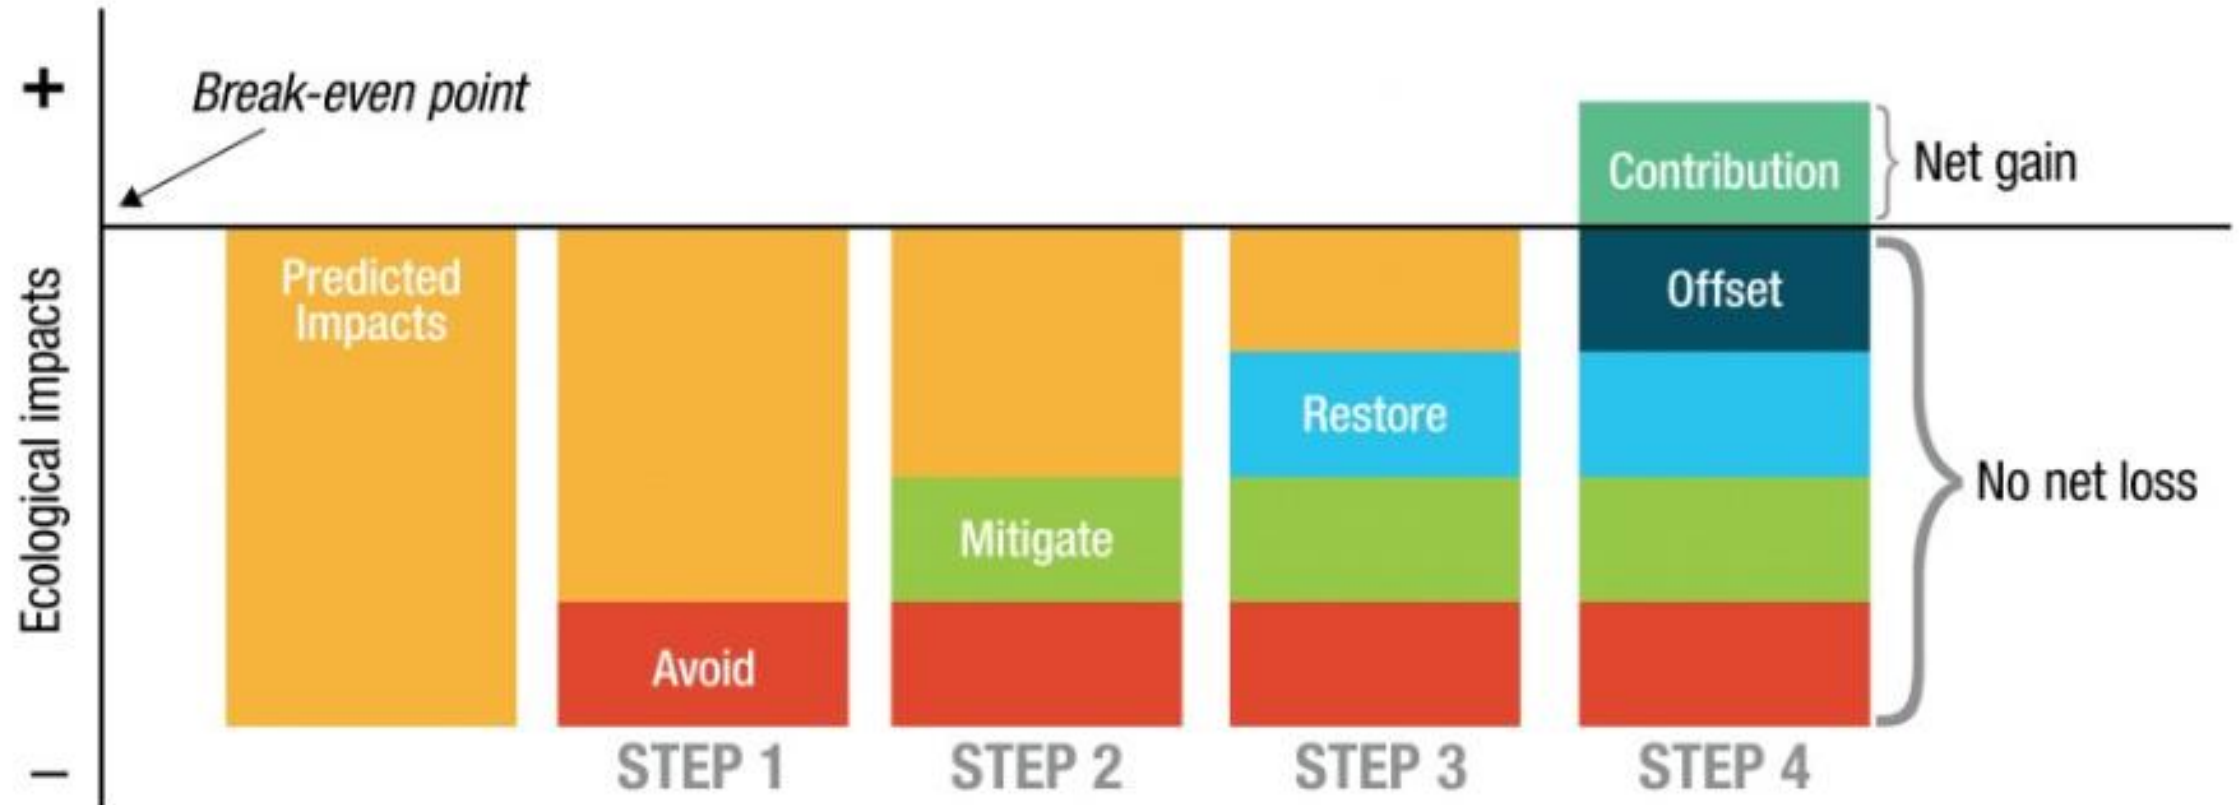 +
Break-even point
Contribution
Net gain
Predicted
Impacts
Offset
Restore
Mitigate
Avoid
No net loss
Ecological impacts
–
STEP 1
STEP 2
STEP 3
STEP 4